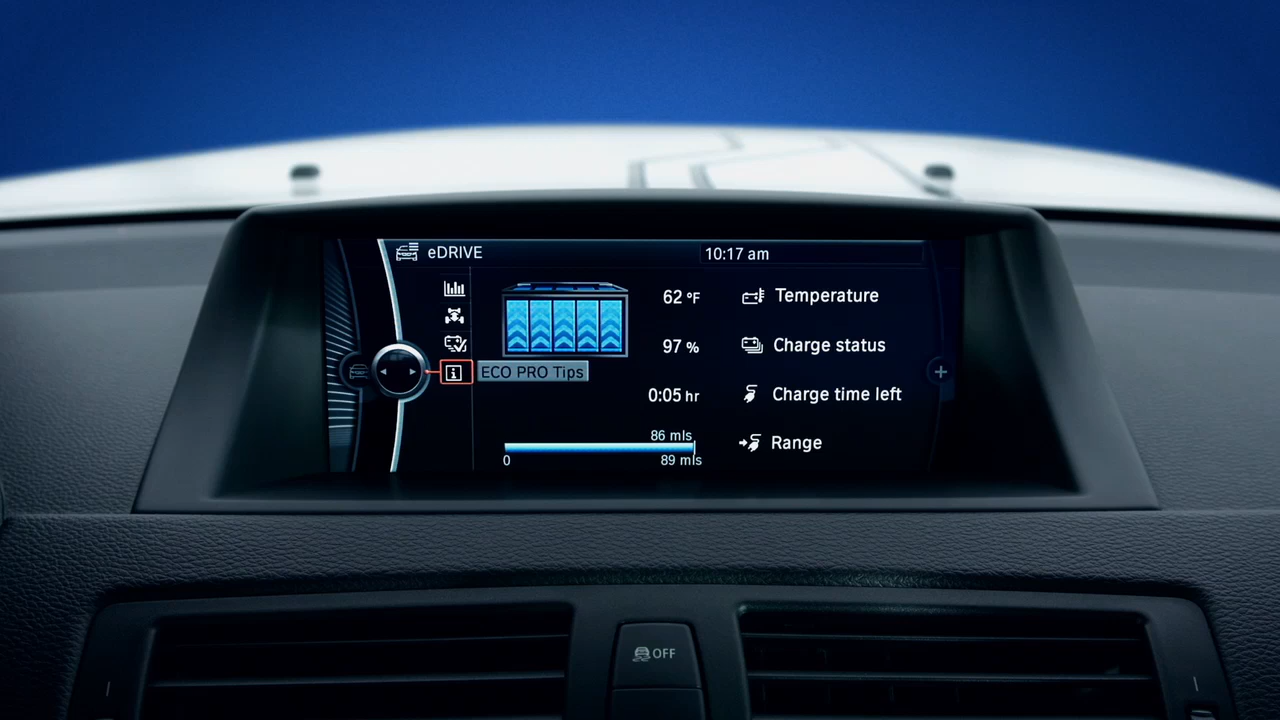 eDRIVE
10:17 am
62 °F
Temperature
97 %
Charge status
ECO PRO Tips
0:05 hr
Charge time left
86 mls
Range
0
89 mls
OFF